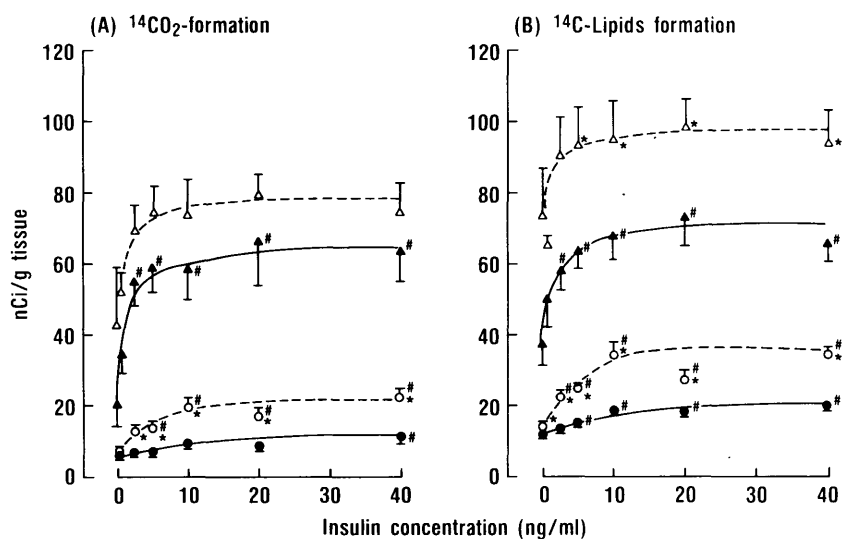 (A) ¹⁴CO₂-formation
(B) ¹⁴C-Lipids formation
nCi/g tissue
120
100
80
60
40
20
0
0 10 20 30 40
120
100
80
60
40
20
0
0 10 20 30 40
# # # # #
# * # * # * # * *
#
* * * *
# # # # # #
# * # * # * # * # * *
# # # #
Insulin concentration (ng/ml)